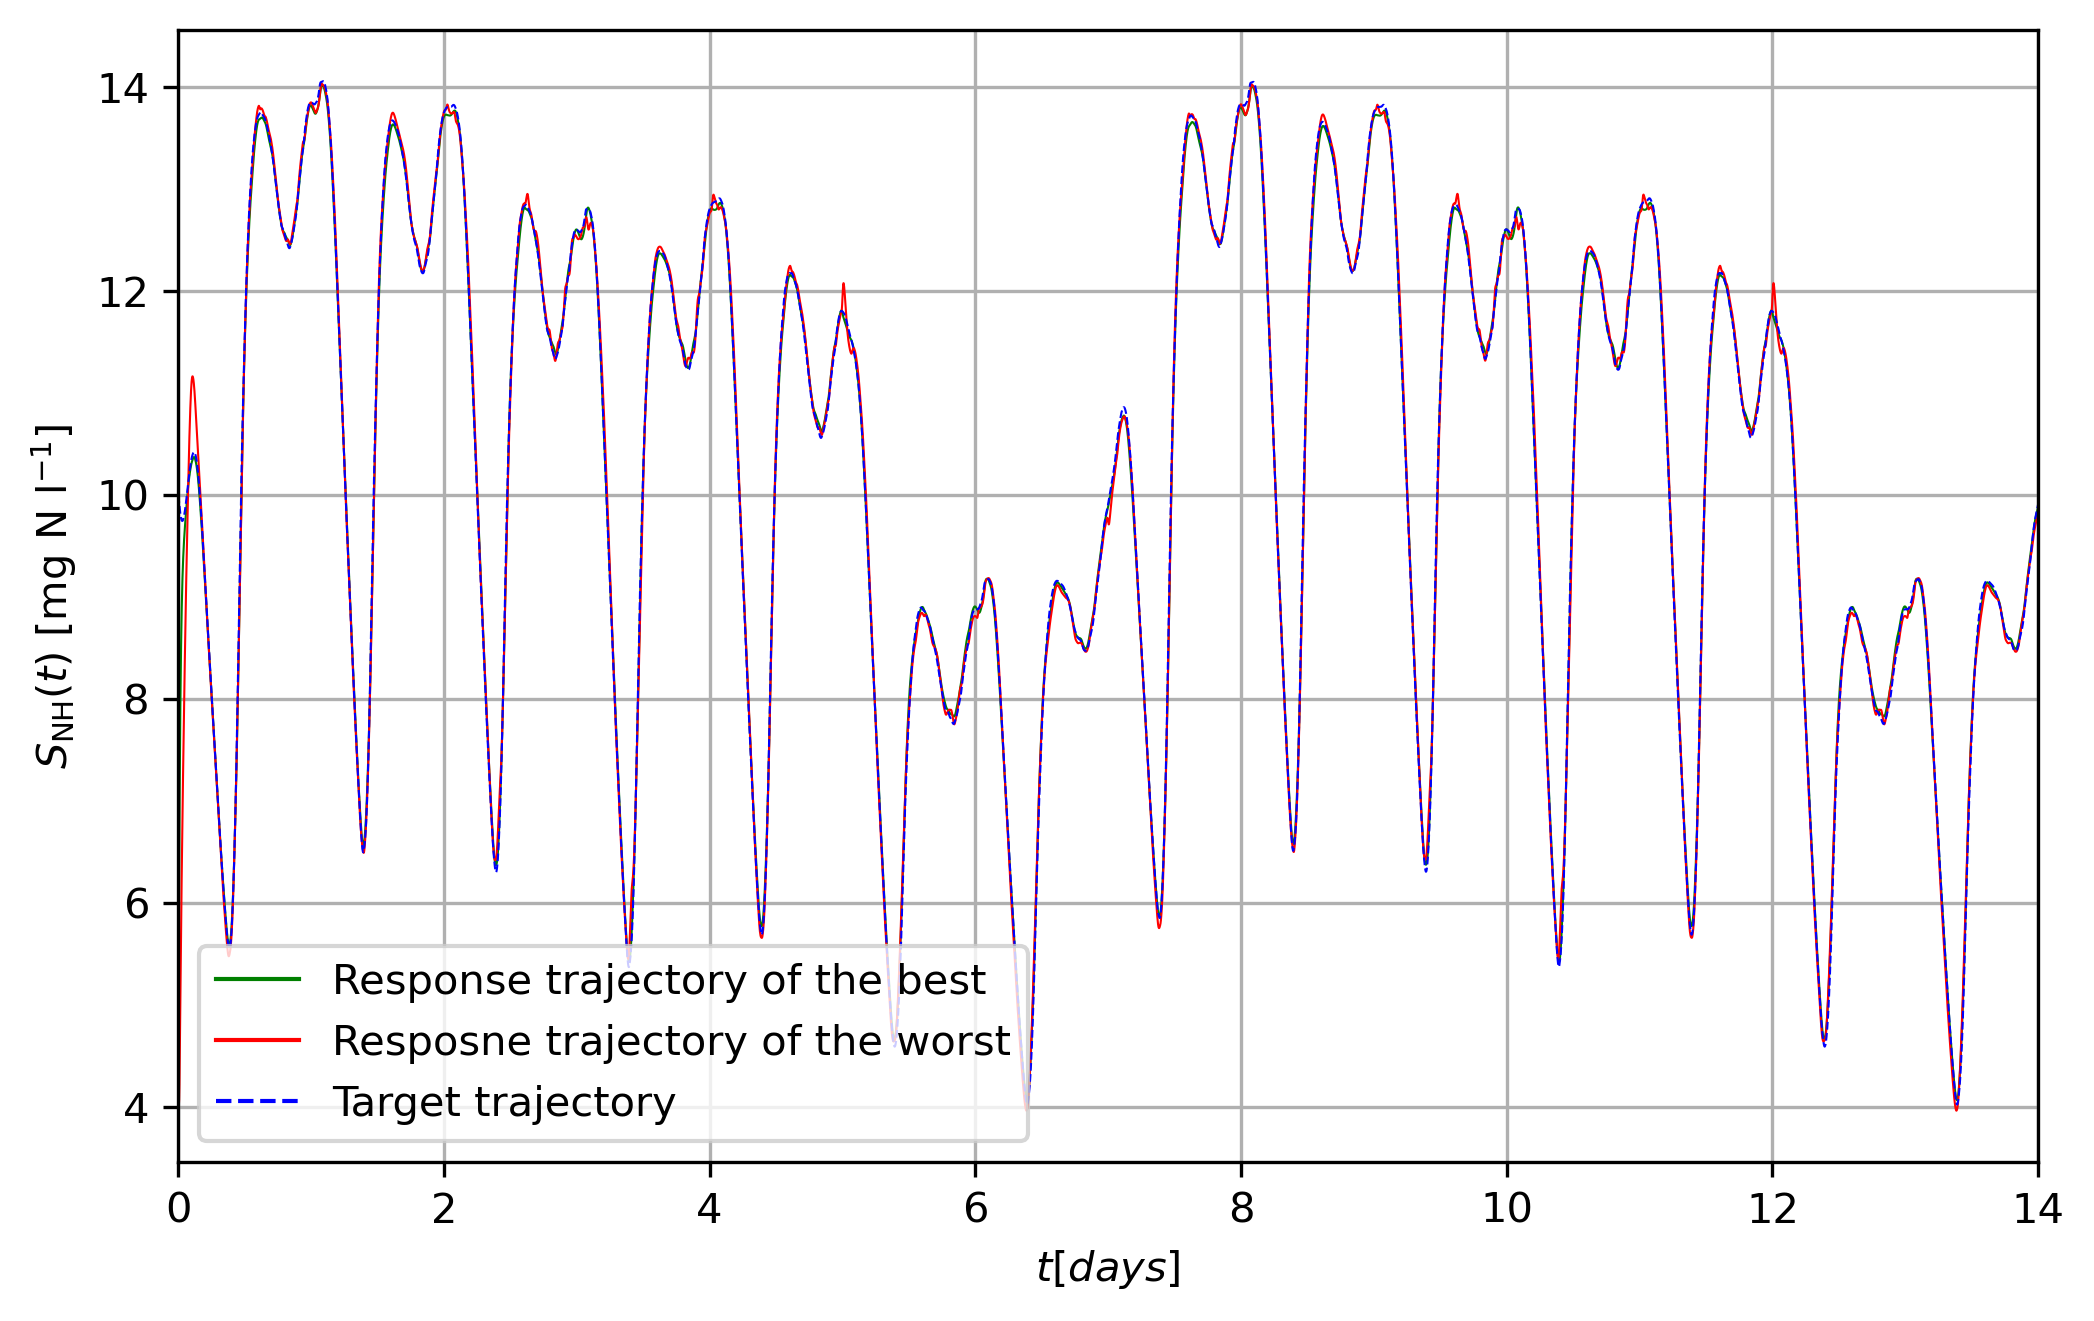 14
12
10
8
6
4
S_NH(t) [mg N l⁻¹]
Response trajectory of the best
Resposne trajectory of the worst
Target trajectory
0 2 4 6 8 10 12 14
t[days]